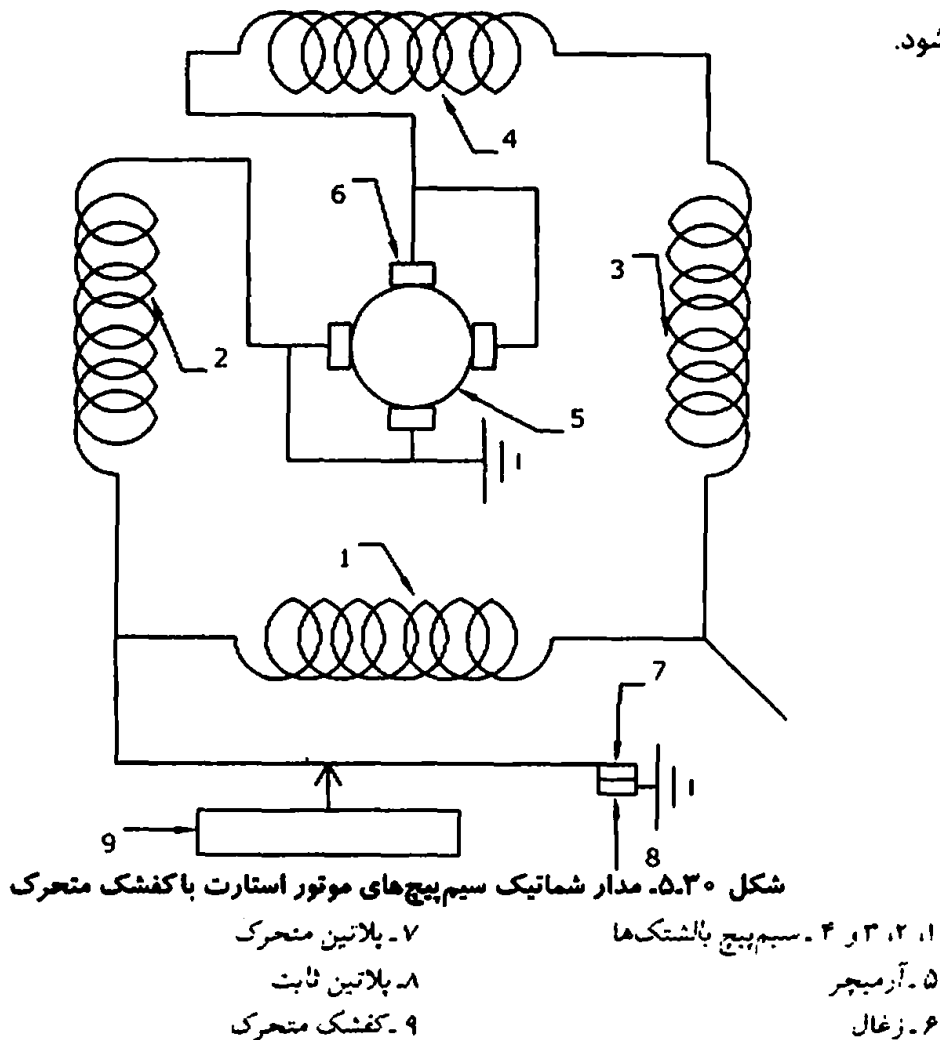 شود.
4
6
3
2
5
1
7
9
8
شکل ۵.۳۰ـ مدار شماتیک سیم‌پیچ‌های موتور استارت با کفشک متحرک
۱، ۲، ۳ و ۴ ـ سیم‌پیچ بالشتک‌ها
۵ ـ آرمیچر
۶ ـ زغال
۷ ـ پلاتین متحرک
۸ ـ پلاتین ثابت
۹ ـ کفشک متحرک